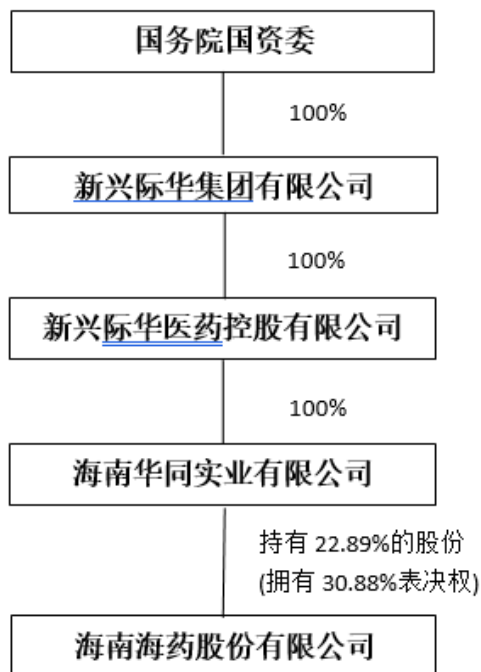 国务院国资委
100%
新兴际华集团有限公司
100%
新兴际华医药控股有限公司
100%
海南华同实业有限公司
持有 22.89%的股份
(拥有 30.88%表决权)
海南海药股份有限公司